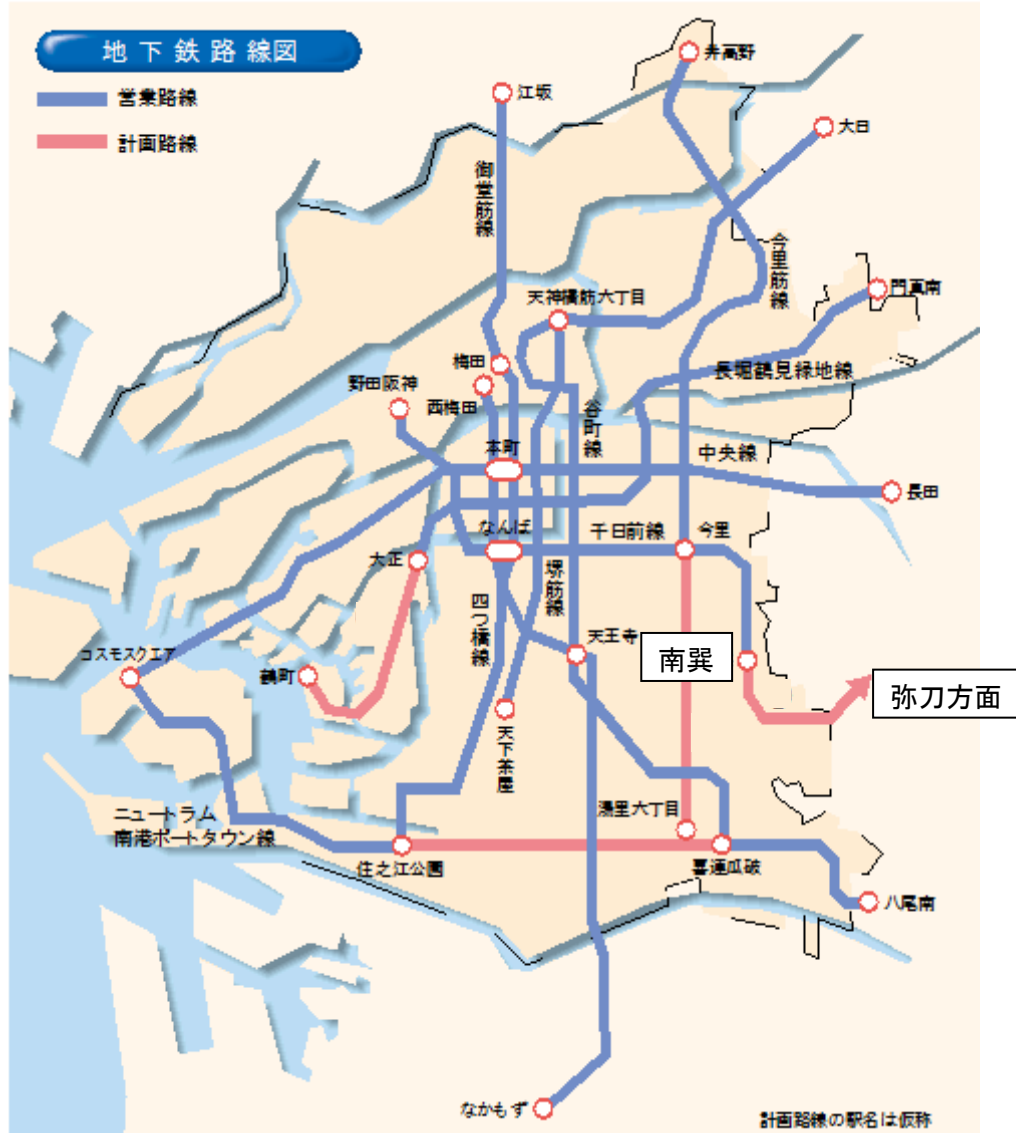 地下鉄路線図
営業路線
計画路線
井高野
江坂
大日
御堂筋線
今里筋線
門真南
天神橋筋六丁目
梅田
長堀鶴見緑地線
野田阪神
西梅田
谷町線
本町
中央線
長田
なんば
千日前線
今里
大正
堺筋線
四つ橋線
天王寺
南巽
コスモスクエア
鶴町
弥刀方面
天下茶屋
湯里六丁目
ニュートラム
南港ポートタウン線
住之江公園
喜連瓜破
八尾南
なかもず
計画路線の駅名は仮称